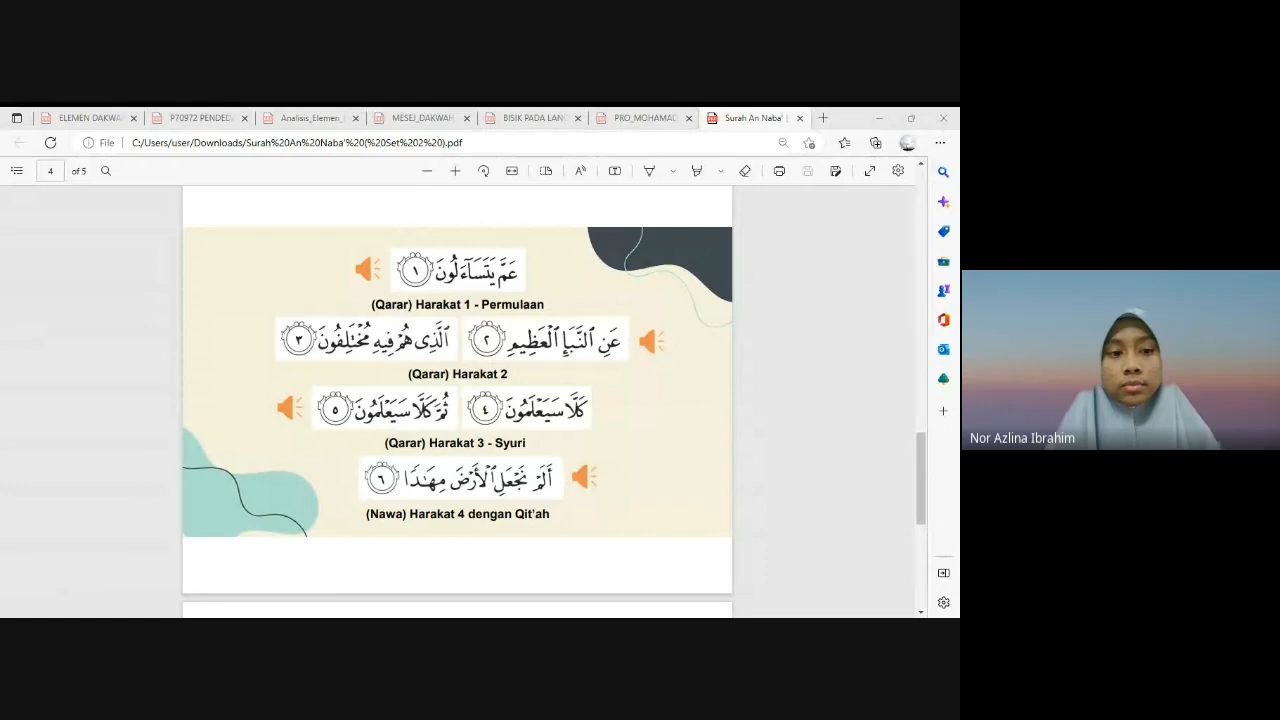 ELEMEN DAKWA
P70972 PENDED
Analisis_Elemen_
MESEJ_DAKWAH
BISIK PADA LANG
PRO_MOHAMAD
Surah An Naba' (
File
C:/Users/user/Downloads/Surah%20An%20Naba'%20(%20Set%202%20).pdf
4 of 5
عَمَّ يَتَسَآءَلُونَ ١
(Qarar) Harakat 1 - Permulaan
عَنِ ٱلنَّبَإِ ٱلْعَظِيمِ ٢ ٱلَّذِى هُمْ فِيهِ مُخْتَلِفُونَ ٣
(Qarar) Harakat 2
كَلَّا سَيَعْلَمُونَ ٤ ثُمَّ كَلَّا سَيَعْلَمُونَ ٥
(Qarar) Harakat 3 - Syuri
أَلَمْ نَجْعَلِ ٱلْأَرْضَ مِهَٰدًا ٦
(Nawa) Harakat 4 dengan Qit'ah
Nor Azlina Ibrahim